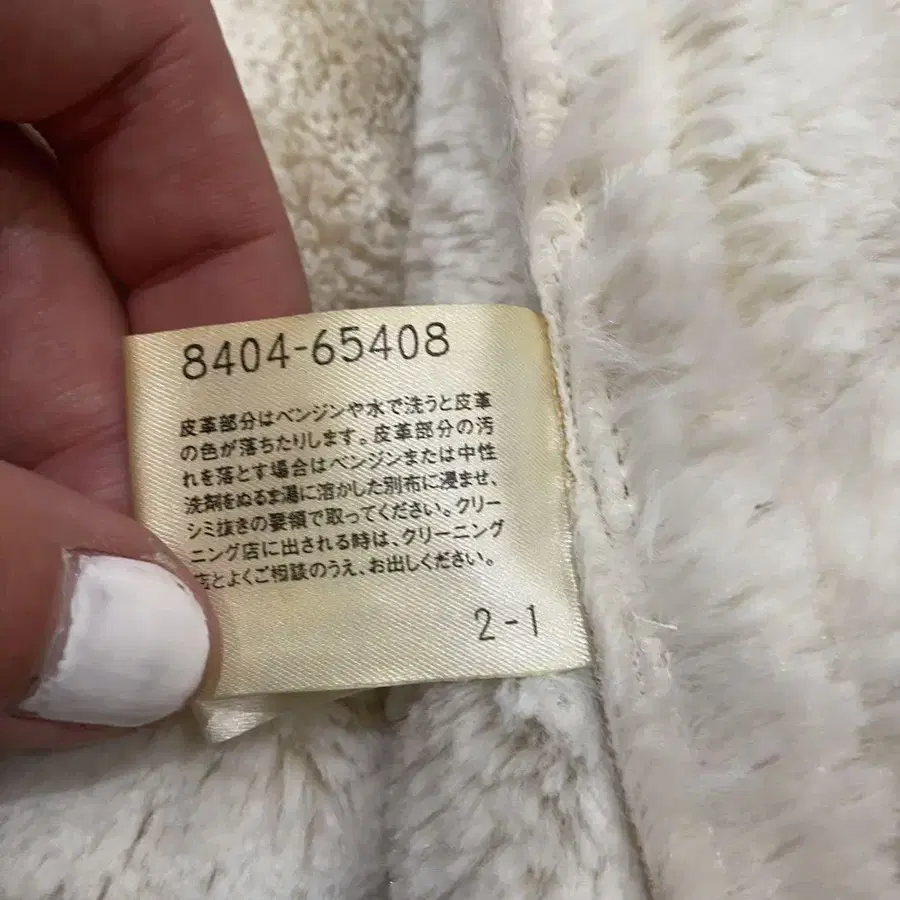 8404-65408
皮革部分はベンジンや水で洗うと皮革
の色が落ちたりします。皮革部分の汚
れを落とす場合はベンジンまたは中性
洗剤をぬるま湯に溶かした別布に浸ませ、
シミ抜きの要領で取ってください。クリー
ニング店に出される時は、クリーニング
店とよくご相談のうえ、お出しください。
2-1